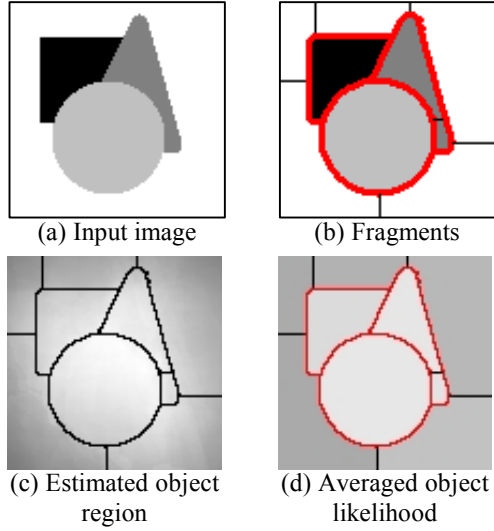 (a) Input image
(b) Fragments
(c) Estimated object
region
(d) Averaged object
likelihood